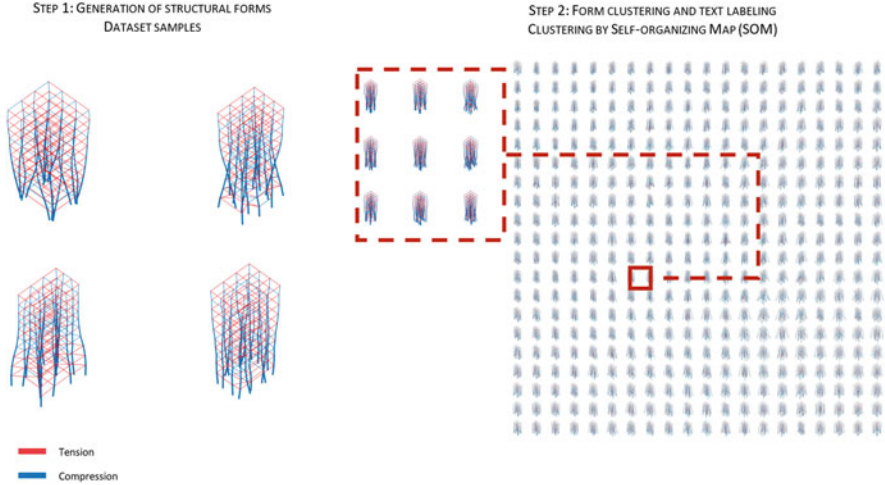 STEP 1: GENERATION OF STRUCTURAL FORMS
DATASET SAMPLES
STEP 2: FORM CLUSTERING AND TEXT LABELING
CLUSTERING BY SELF-ORGANIZING MAP (SOM)
Tension
Compression